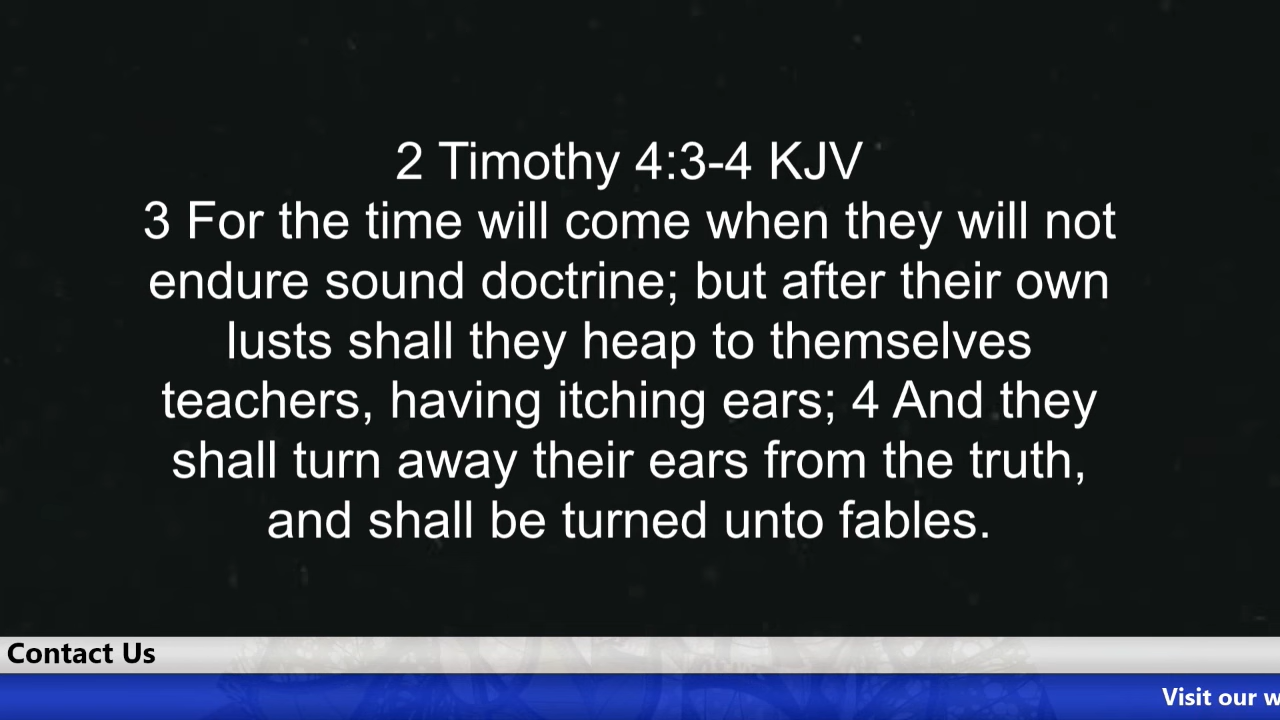 2 Timothy 4:3-4 KJV
3 For the time will come when they will not
endure sound doctrine; but after their own
lusts shall they heap to themselves
teachers, having itching ears; 4 And they
shall turn away their ears from the truth,
and shall be turned unto fables.
Contact Us
Visit our